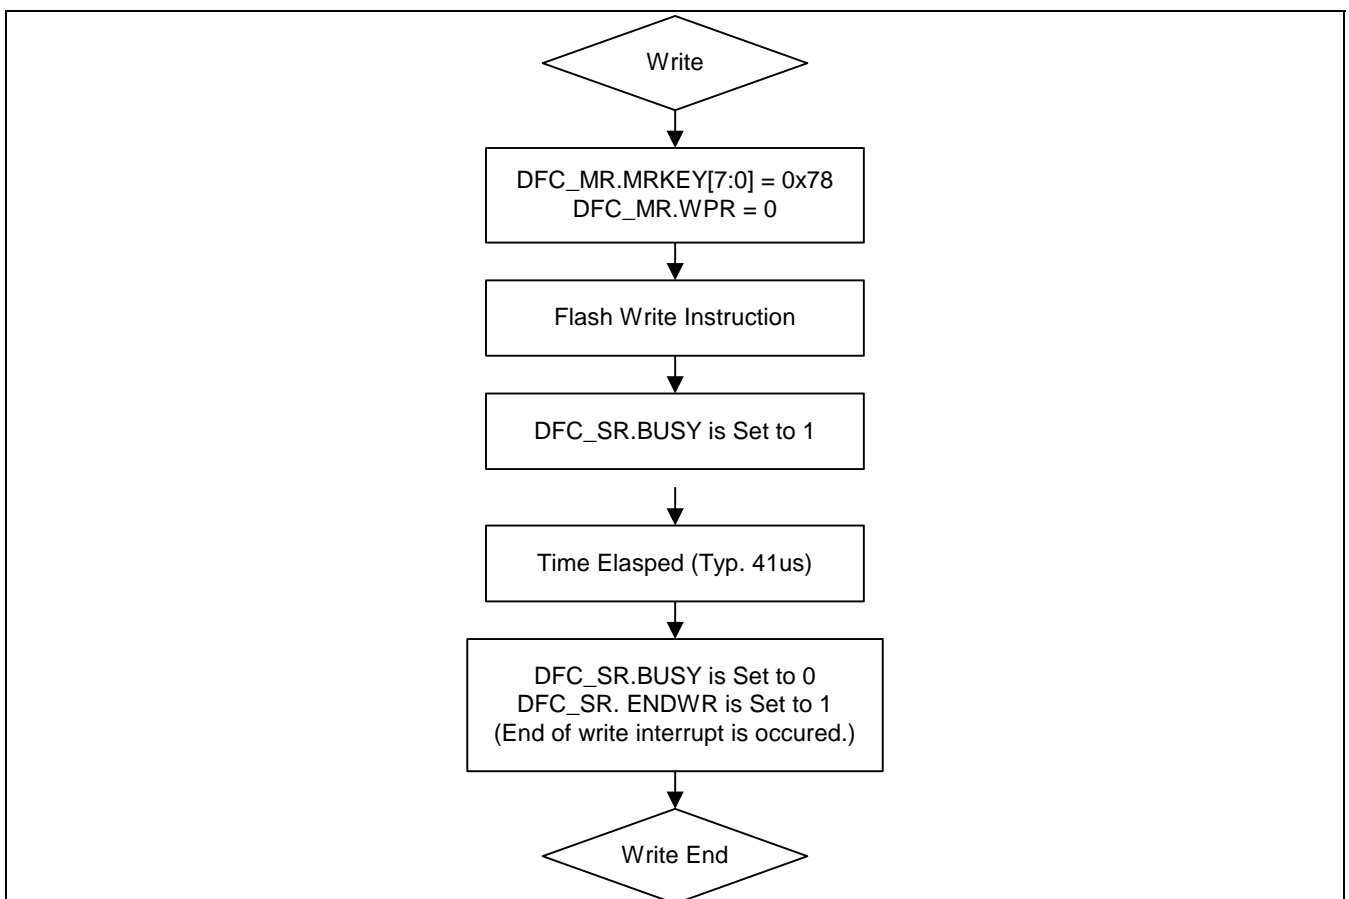 Write
DFC_MR.MRKEY[7:0] = 0x78
DFC_MR.WPR = 0
Flash Write Instruction
DFC_SR.BUSY is Set to 1
Time Elasped (Typ. 41us)
DFC_SR.BUSY is Set to 0
DFC_SR. ENDWR is Set to 1
(End of write interrupt is occured.)
Write End